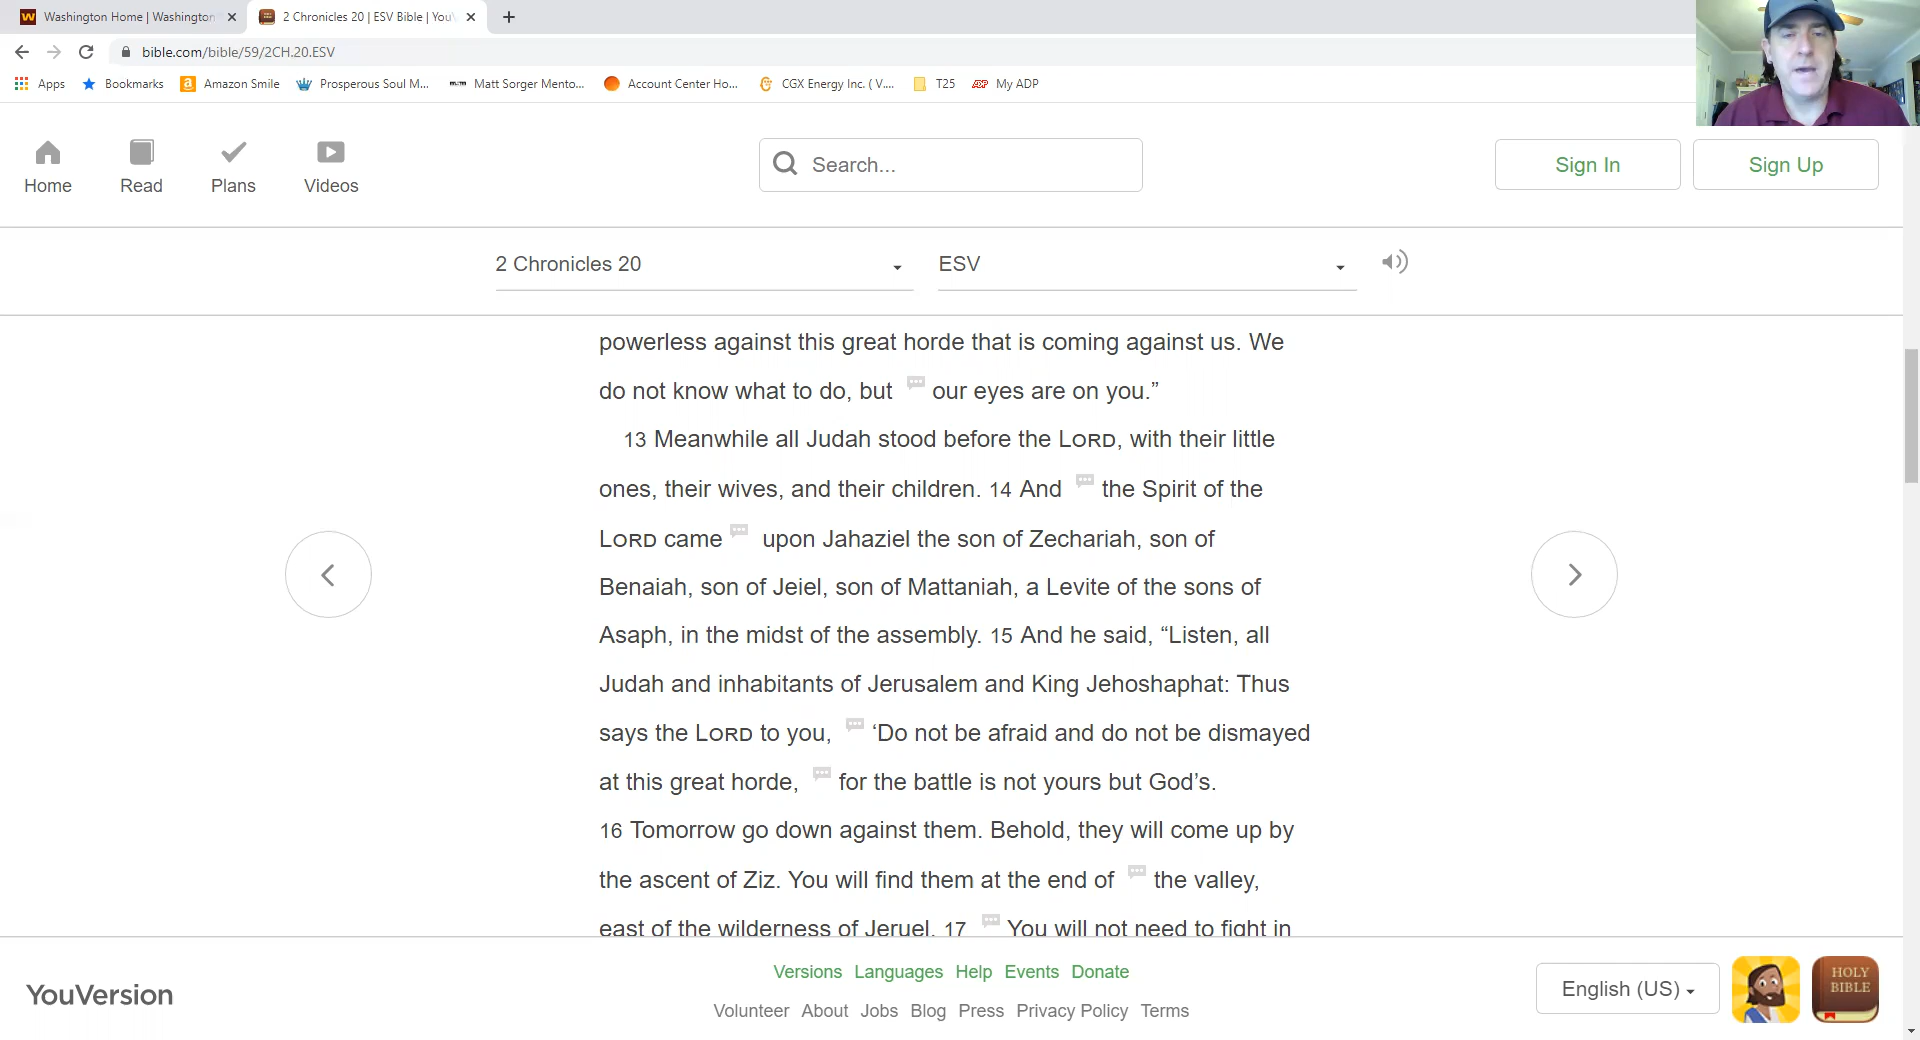 Washington Home | Washington
2 Chronicles 20 | ESV Bible | You
bible.com/bible/59/2CH.20.ESV
Apps
Bookmarks
Amazon Smile
Prosperous Soul M...
Matt Sorger Mento...
Account Center Ho...
CGX Energy Inc. ( V....
T25
My ADP
Home
Read
Plans
Videos
Search...
Sign In
Sign Up
2 Chronicles 20
ESV
powerless against this great horde that is coming against us. We
do not know what to do, but our eyes are on you.”
13 Meanwhile all Judah stood before the LORD, with their little
ones, their wives, and their children. 14 And the Spirit of the
LORD came upon Jahaziel the son of Zechariah, son of
Benaiah, son of Jeiel, son of Mattaniah, a Levite of the sons of
Asaph, in the midst of the assembly. 15 And he said, “Listen, all
Judah and inhabitants of Jerusalem and King Jehoshaphat: Thus
says the LORD to you, ‘Do not be afraid and do not be dismayed
at this great horde, for the battle is not yours but God’s.
16 Tomorrow go down against them. Behold, they will come up by
the ascent of Ziz. You will find them at the end of the valley,
east of the wilderness of Jeruel. 17 You will not need to fight in
YouVersion
Versions Languages Help Events Donate
Volunteer About Jobs Blog Press Privacy Policy Terms
English (US)
HOLY
BIBLE